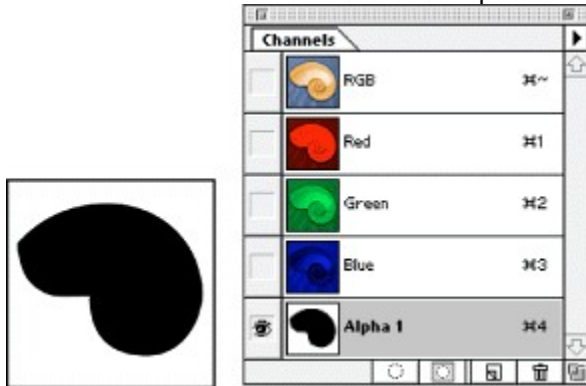 Channels
RGB ⌘~
Red ⌘1
Green ⌘2
Blue ⌘3
Alpha 1 ⌘4